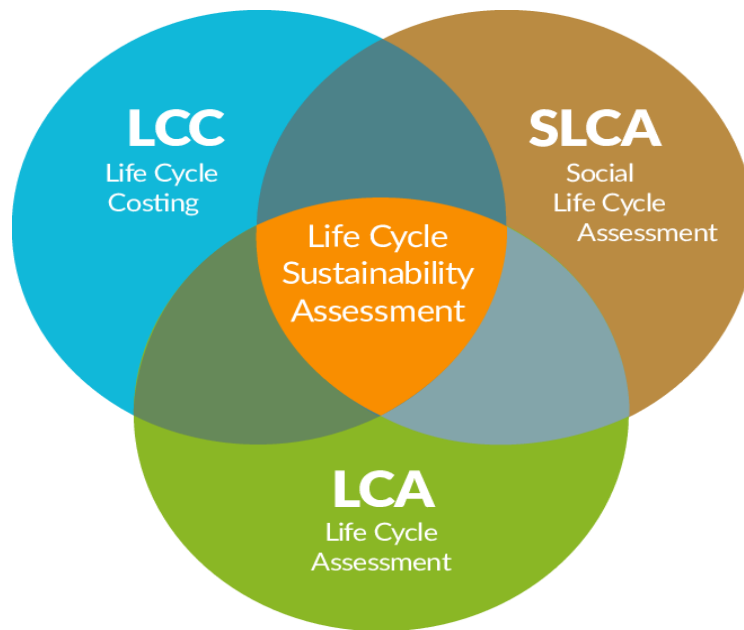 LCC
Life Cycle
Costing
SLCA
Social
Life Cycle
Assessment
Life Cycle
Sustainability
Assessment
LCA
Life Cycle
Assessment